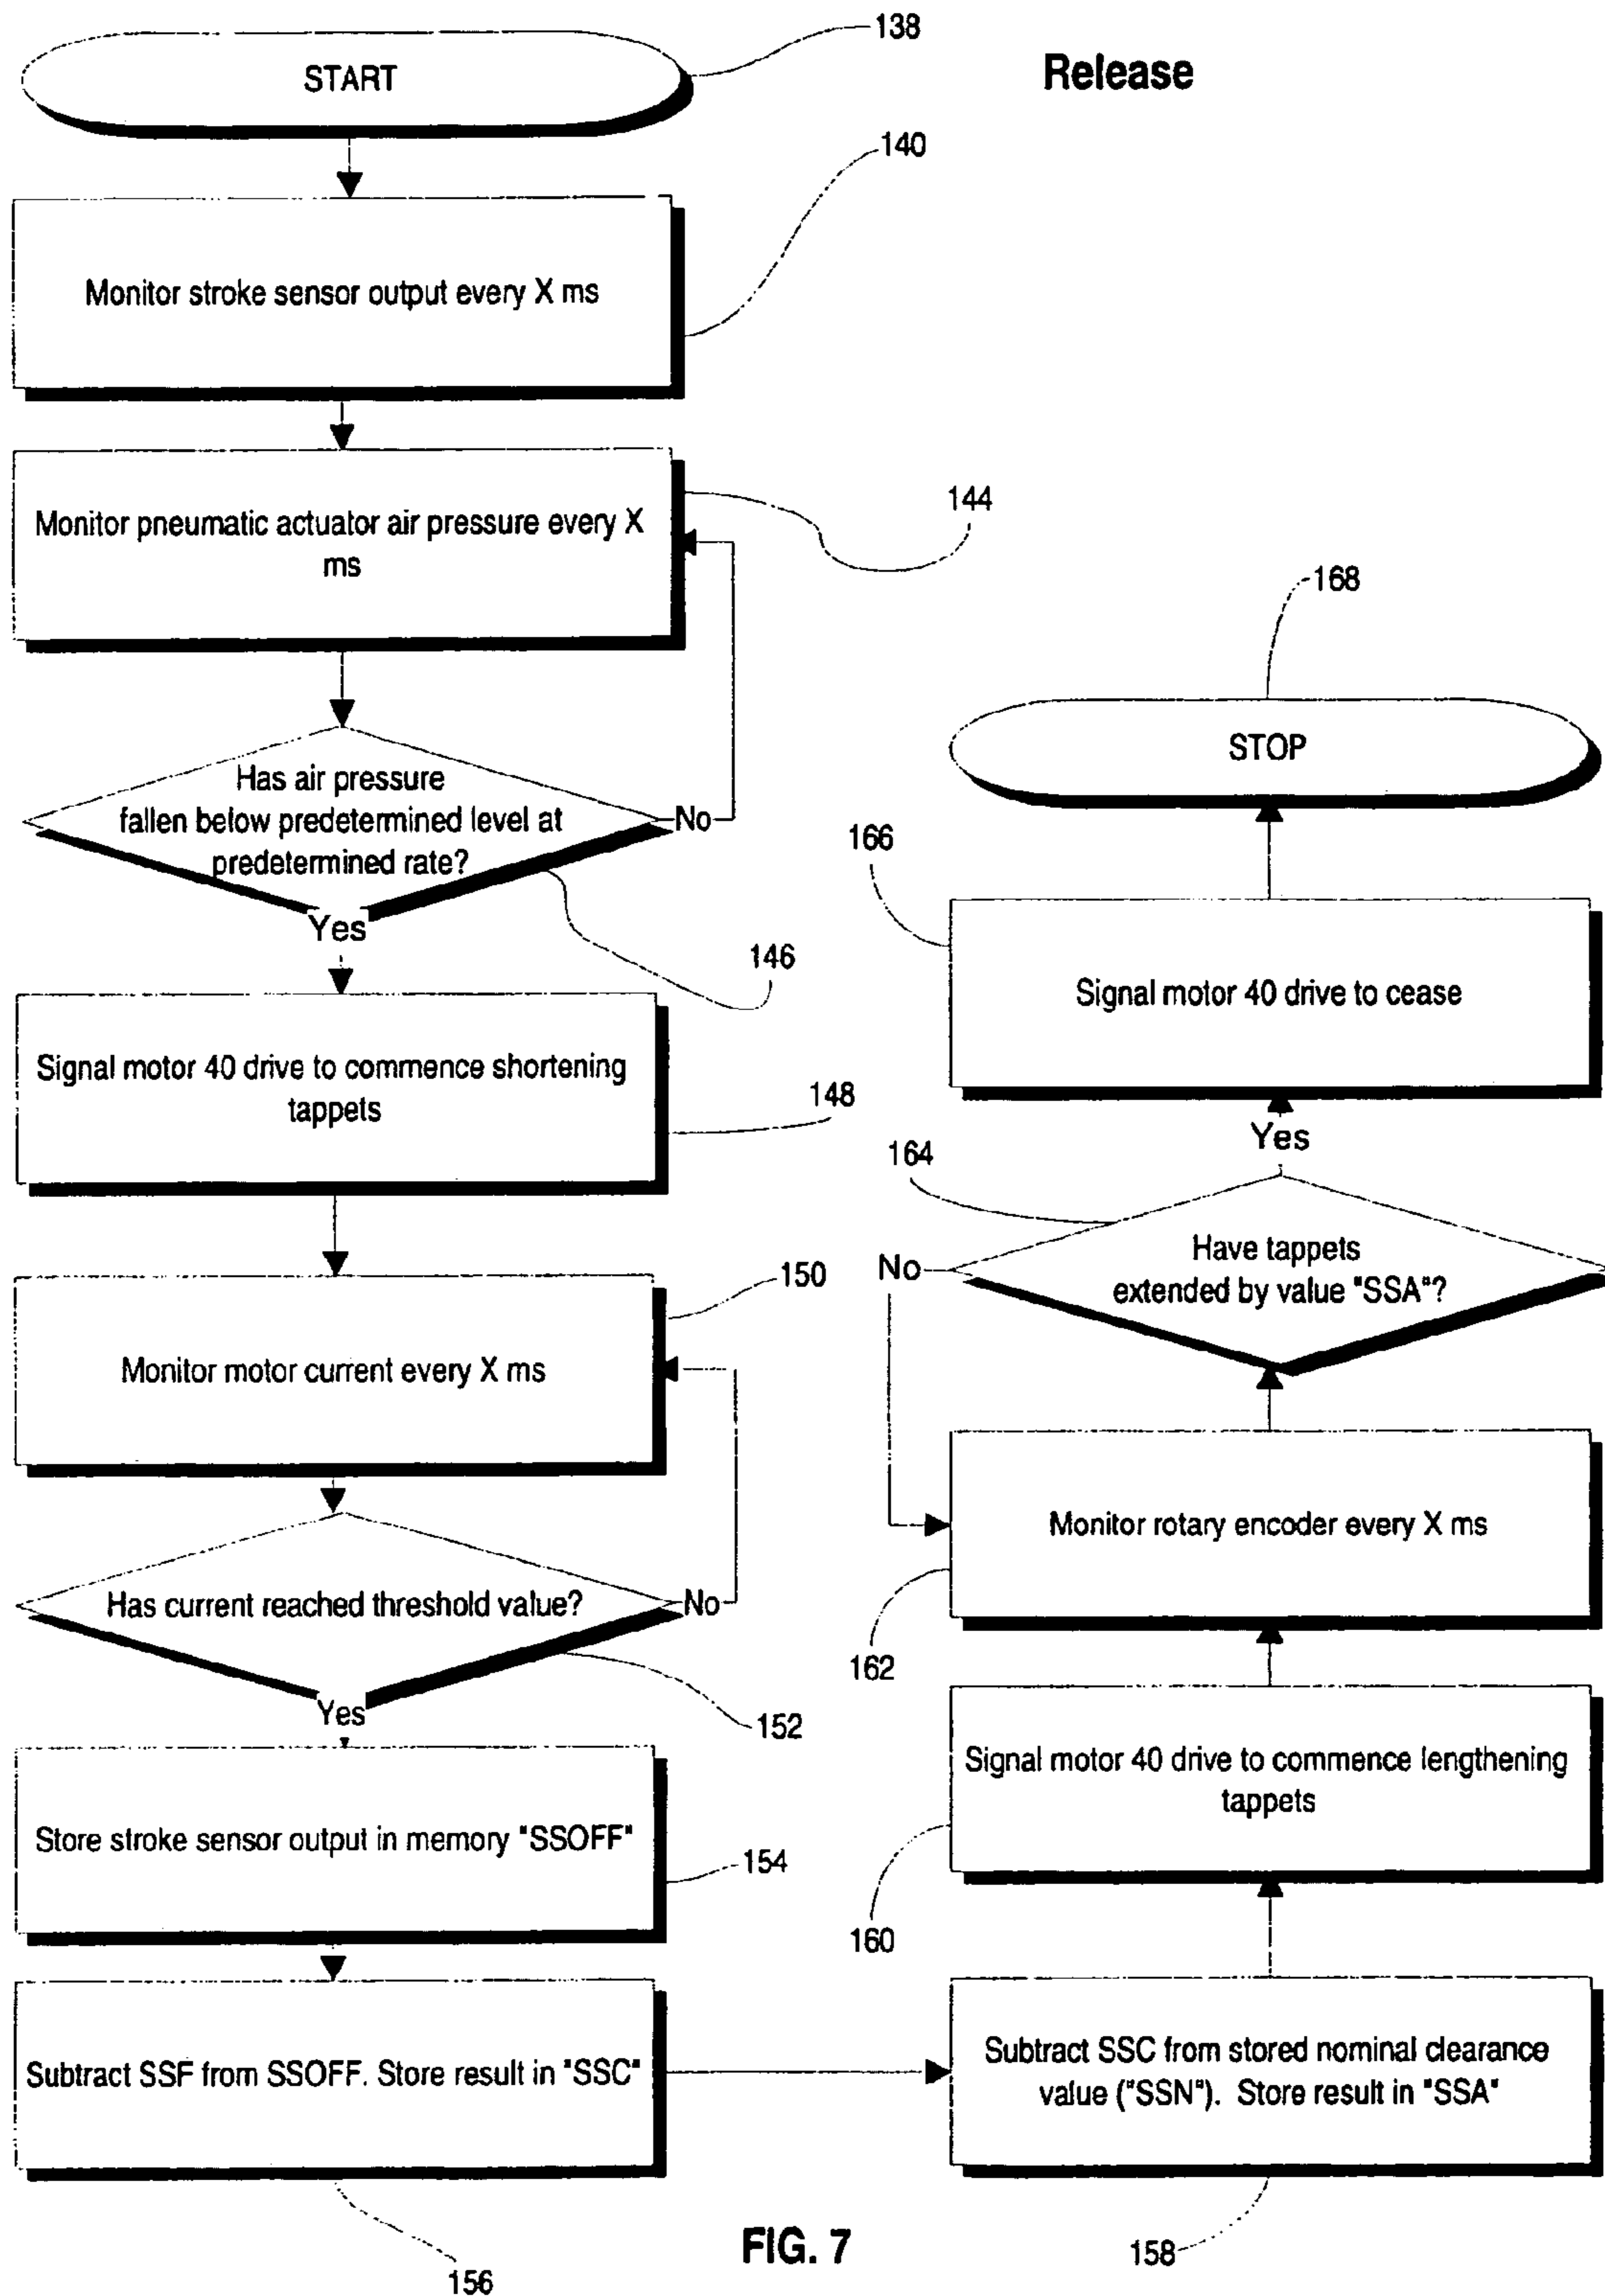 Release
START
138
Monitor stroke sensor output every X ms
140
Monitor pneumatic actuator air pressure every X
ms
144
Has air pressure
fallen below predetermined level at
predetermined rate?
No
Yes
146
Signal motor 40 drive to commence shortening
tappets
148
Monitor motor current every X ms
150
Has current reached threshold value?
No
Yes
152
Store stroke sensor output in memory "SSOFF"
154
Subtract SSF from SSOFF. Store result in "SSC"
156
Subtract SSC from stored nominal clearance
value ("SSN"). Store result in "SSA"
158
Signal motor 40 drive to commence lengthening
tappets
160
Monitor rotary encoder every X ms
162
Have tappets
extended by value "SSA"?
No
Yes
164
Signal motor 40 drive to cease
166
STOP
168
FIG. 7